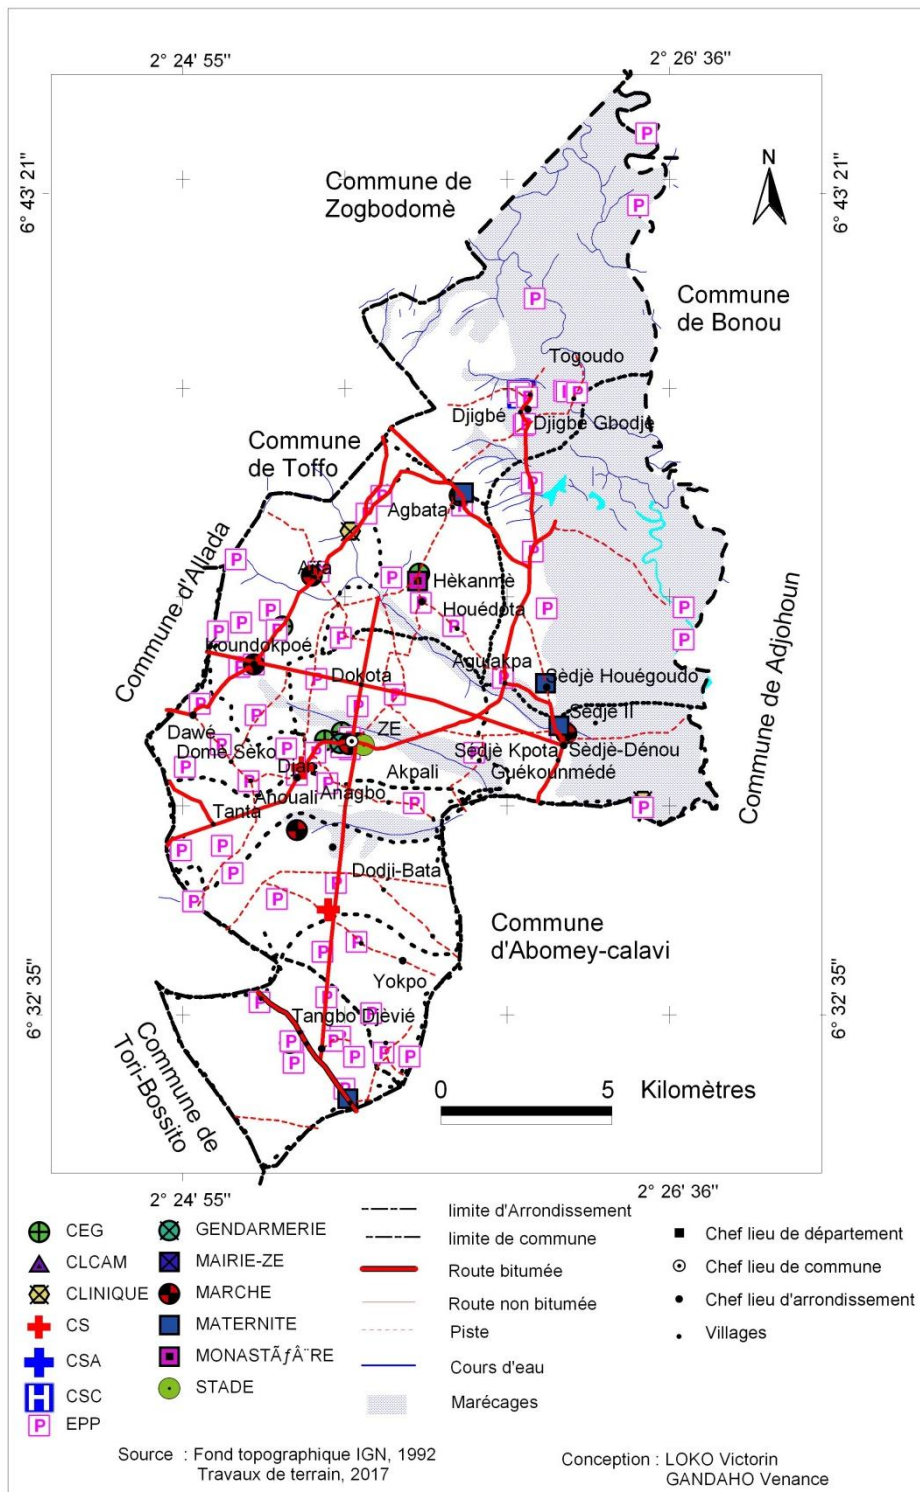 2° 24' 55"
2° 26' 36"
6° 43' 21"
6° 43' 21"
N
Commune de
Zogbodomè
Commune
de Bonou
Togoudo
Djigbé
Djigbé Gbodjè
Commune
de Toffo
Agbata
Commune d'Allada
Aïfa
Hèkanmè
Houédota
Koundokpoé
Agulakpa
Sèdjè Houégoudo
Commune de Adjohoun
Dokota
Sèdjè II
Dawé
ZE
Domè Sèko
Sèdjè Kpota
Sèdjè-Dénou
Djan
Akpali
Guékounmédé
Anouali
Anagbo
Tanta
Dodji-Bata
Commune
d'Abomey-calavi
Yokpo
6° 32' 35"
6° 32' 35"
Tangbo Djèvié
Commune de
Tori-Bossito
0 5 Kilomètres
2° 24' 55"
2° 26' 36"
CEG
CLCAM
CLINIQUE
CS
CSA
CSC
EPP
GENDARMERIE
MAIRIE-ZE
MARCHE
MATERNITE
MONASTÃƒÂ¨RE
STADE
limite d'Arrondissement
limite de commune
Route bitumée
Route non bitumée
Piste
Cours d'eau
Marécages
Chef lieu de département
Chef lieu de commune
Chef lieu d'arrondissement
Villages
Source : Fond topographique IGN, 1992
Travaux de terrain, 2017
Conception : LOKO Victorin
GANDAHO Venance